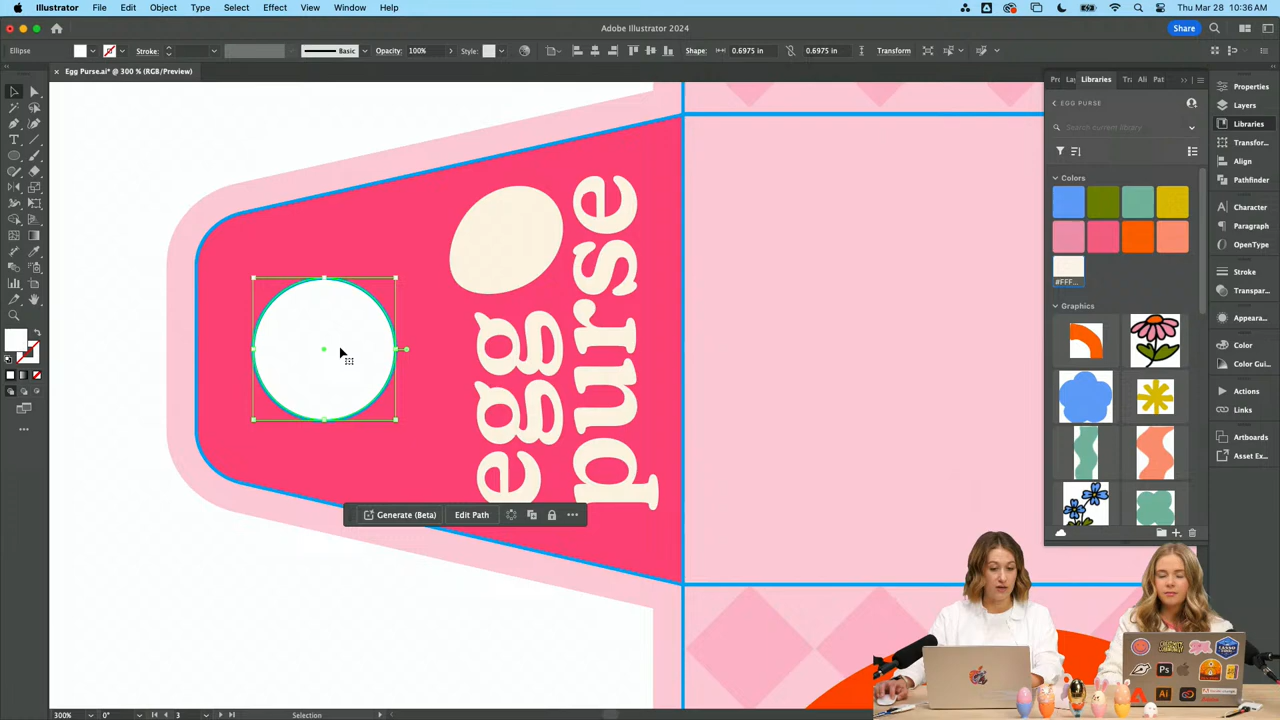 Illustrator File Edit Object Type Select Effect View Window Help Thu Mar 28 10:36 AM
Adobe Illustrator 2024 Share
Ellipse Stroke: Basic Opacity: 100% Style: Shape: 0.6975 in 0.6975 in Transform
Egg Purse.ai* @ 300 % (RGB/Preview)
Libraries Ali Pat
EGG PURSE
Search current library
Colors
#FFF...
Graphics
Properties
Layers
Libraries
Transfor...
Align
Pathfinder
Character
Paragraph
OpenType
Stroke
Transpar...
Appeara...
Color
Color Gui...
Actions
Links
Artboards
Asset Ex...
egg
purse
Generate (Beta) Edit Path
Ps
Ai
300% 0° 3 Selection